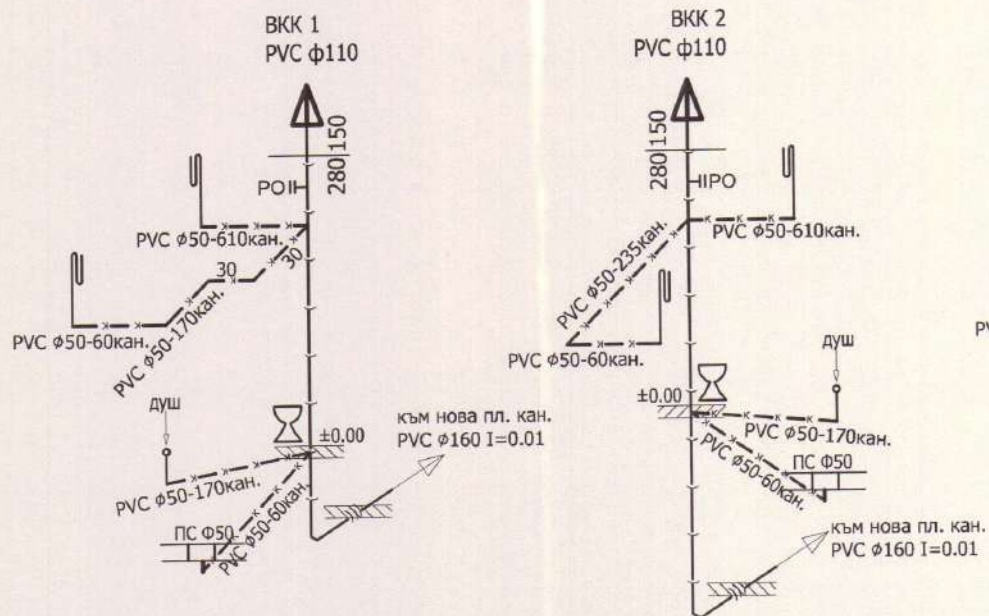 ВКК 1
PVC ф110
280 150
РО
PVC ф50-610кан.
30
30
PVC ф50-60кан.
PVC ф50-170кан.
душ
±0.00
към нова пл. кан.
PVC ф160 I=0.01
PVC ф50-170кан.
PVC ф50-60кан.
ПС Ф50
ВКК 2
PVC ф110
280 150
РО
PVC ф50-610кан.
PVC ф50-235кан.
PVC ф50-60кан.
душ
±0.00
PVC ф50-170кан.
PVC ф50-60кан.
ПС Ф50
към нова пл. кан.
PVC ф160 I=0.01